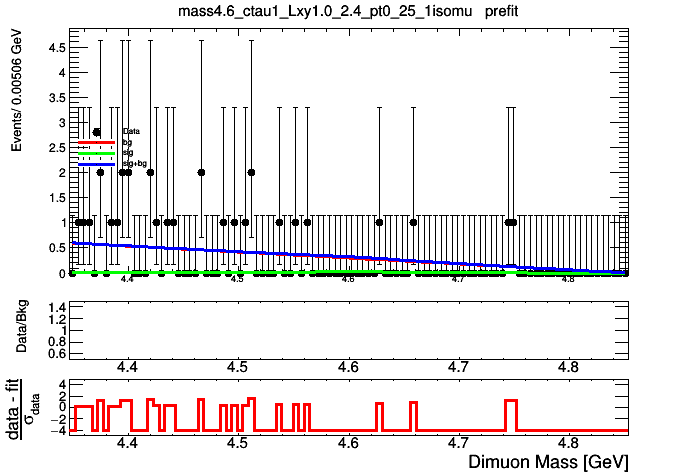 mass4.6_ctau1_Lxy1.0_2.4_pt0_25_1isomu prefit
Events/ 0.00506 GeV
4.5
4
3.5
3
2.5
2
1.5
1
0.5
0
Data
bg
sig
sig+bg
4.4 4.5 4.6 4.7 4.8
Data/Bkg
1.4
1.2
1
0.8
0.6
4.4 4.5 4.6 4.7 4.8
data - fit
σdata
4
2
0
−2
−4
4.4 4.5 4.6 4.7 4.8
Dimuon Mass [GeV]